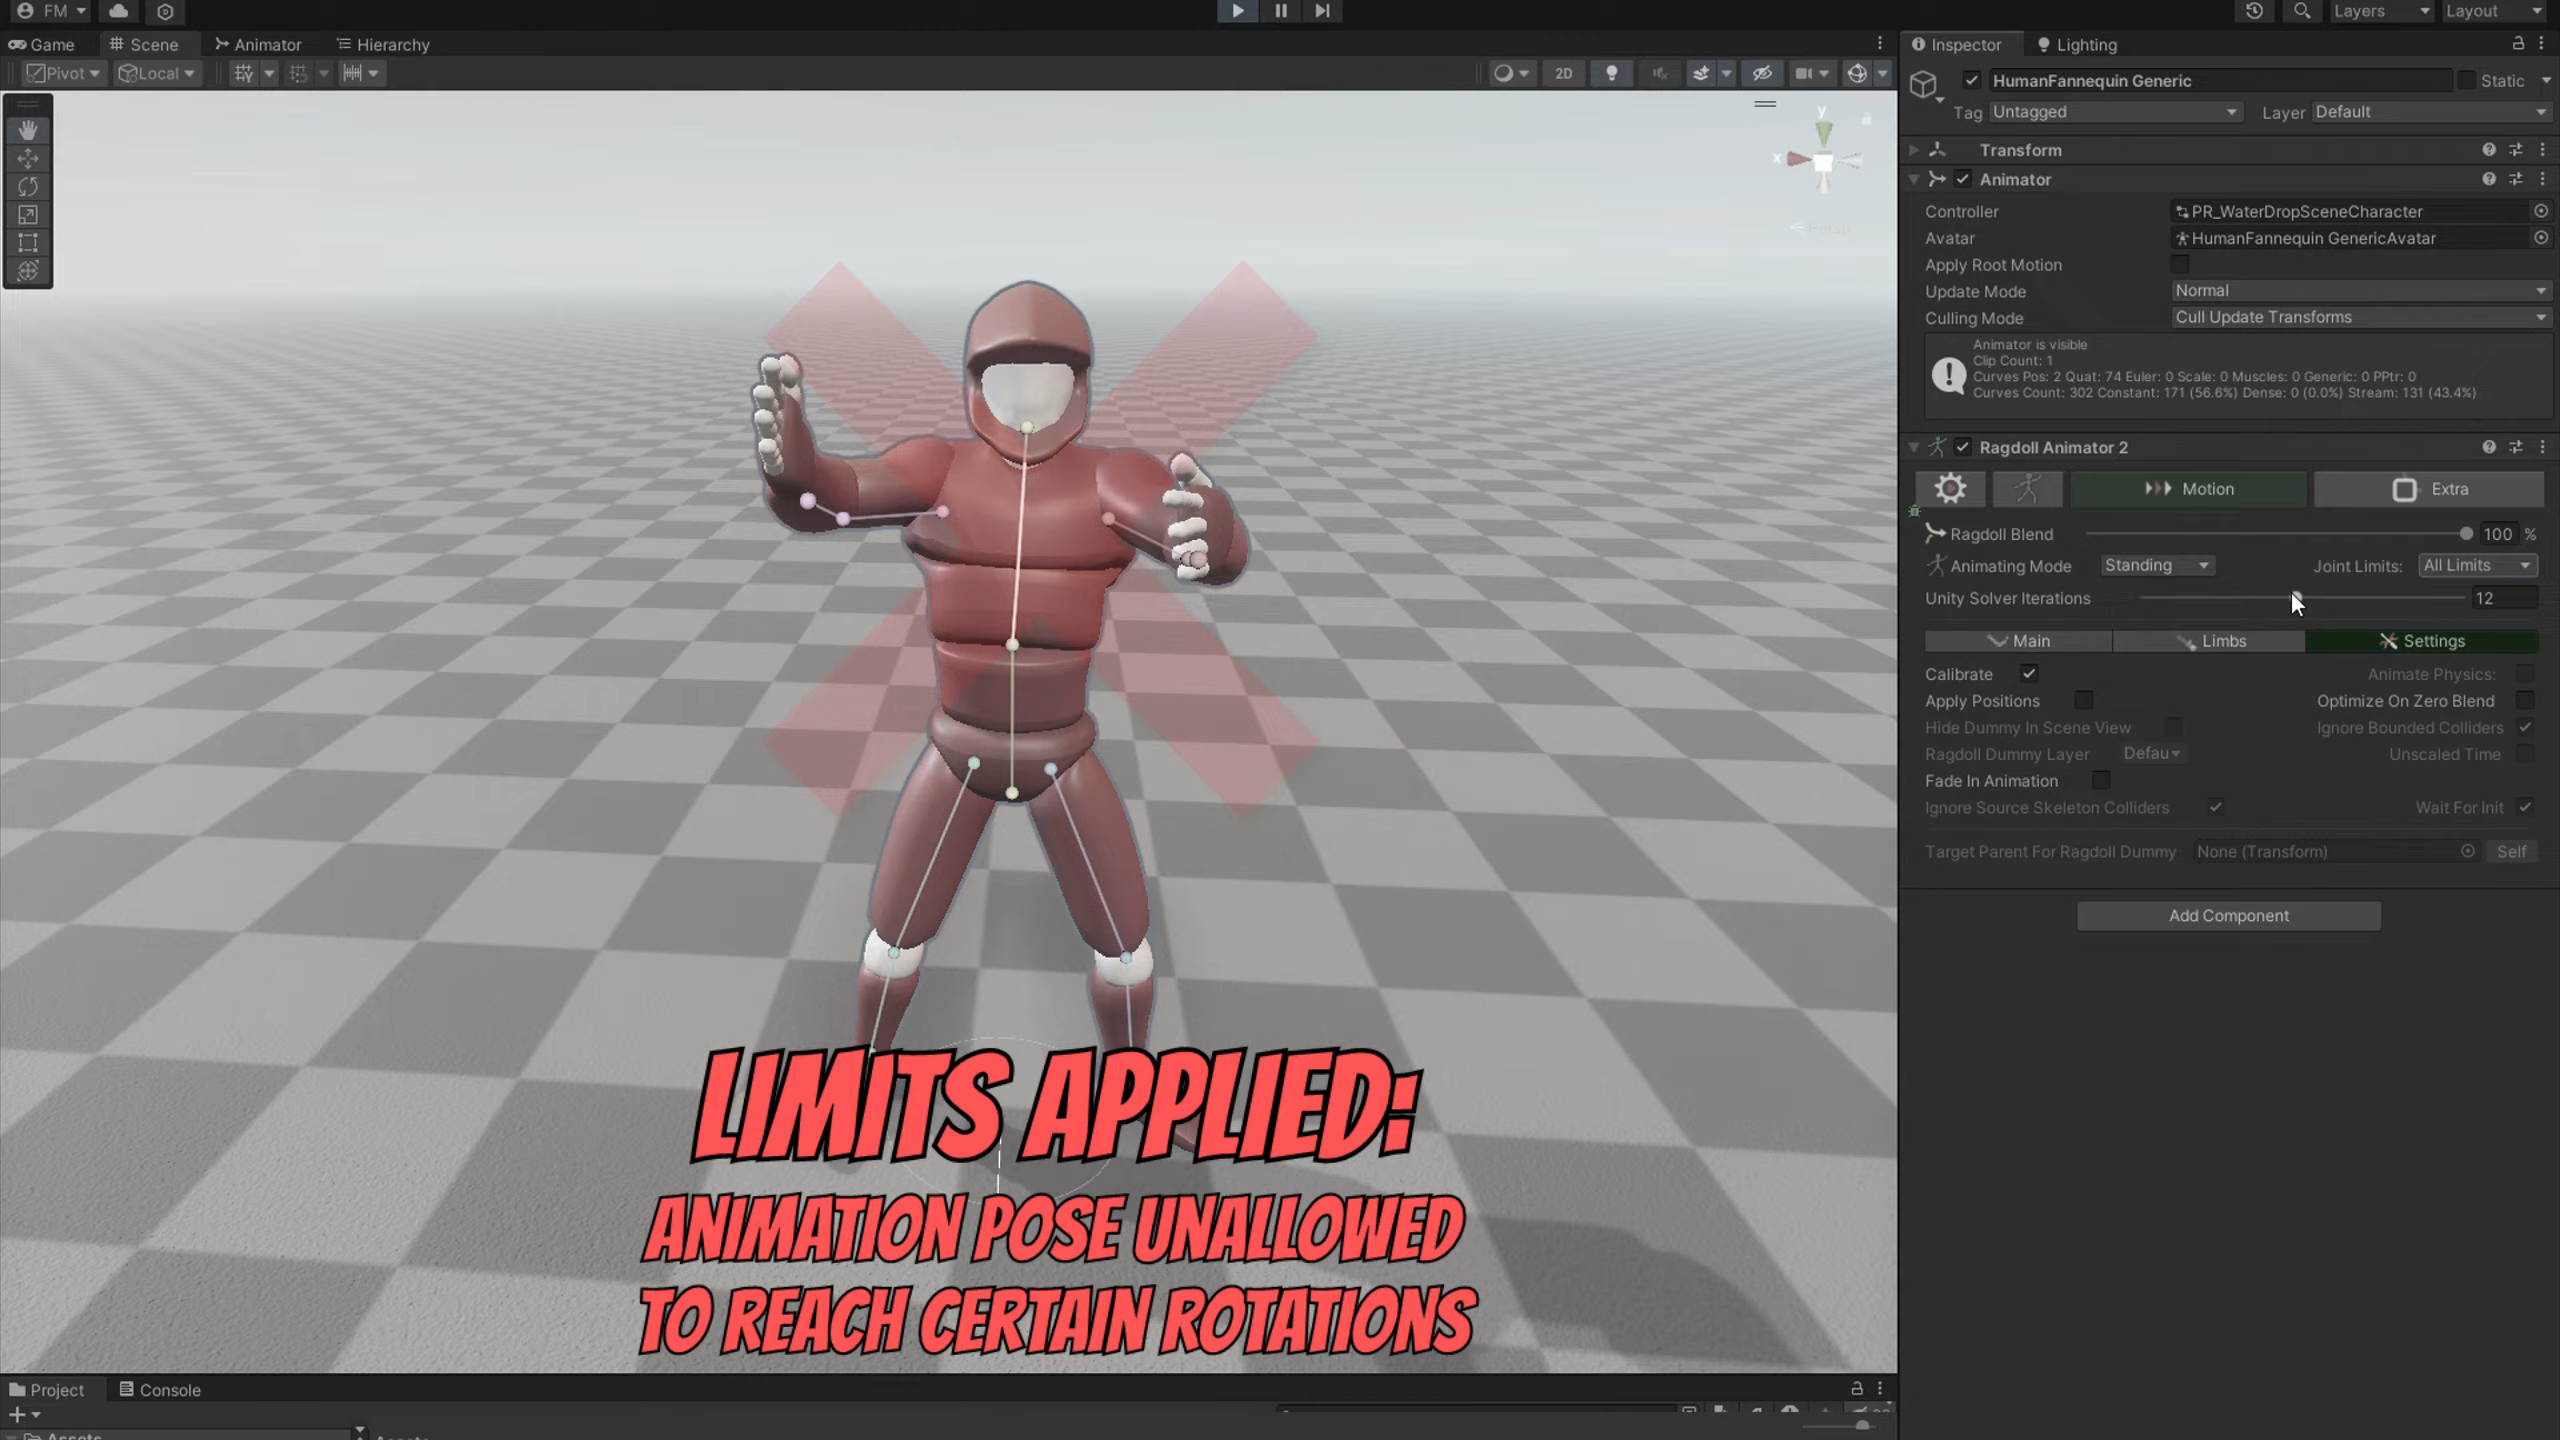 FM
Layers
Layout
Game
Scene
Animator
Hierarchy
Inspector
Lighting
Pivot
Local
2D
HumanFannequin Generic
Static
Tag Untagged
Layer Default
y
x
Persp
Transform
Animator
Controller PR_WaterDropSceneCharacter
Avatar HumanFannequin GenericAvatar
Apply Root Motion
Update Mode Normal
Culling Mode Cull Update Transforms
Animator is visible
Clip Count: 1
Curves Pos: 2 Quat: 74 Euler: 0 Scale: 0 Muscles: 0 Generic: 0 PPtr: 0
Curves Count: 302 Constant: 171 (56.6%) Dense: 0 (0.0%) Stream: 131 (43.4%)
Ragdoll Animator 2
Motion
Extra
Ragdoll Blend 100 %
Animating Mode Standing Joint Limits: All Limits
Unity Solver Iterations 12
Main Limbs Settings
Calibrate Animate Physics:
Apply Positions Optimize On Zero Blend
Hide Dummy In Scene View Ignore Bounded Colliders
Ragdoll Dummy Layer Defau Unscaled Time
Fade In Animation
Ignore Source Skeleton Colliders Wait For Init
Target Parent For Ragdoll Dummy None (Transform) Self
Add Component
LIMITS APPLIED:
ANIMATION POSE UNALLOWED
TO REACH CERTAIN ROTATIONS
Project
Console
Assets